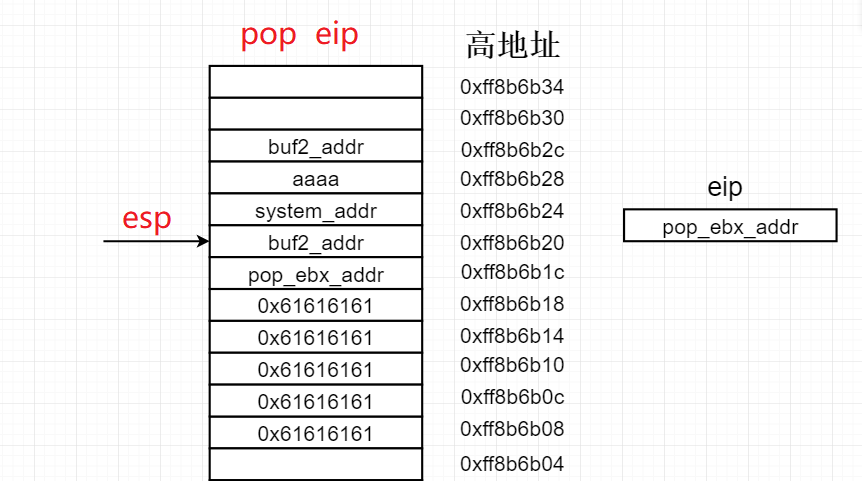 pop eip
高地址
0xff8b6b34
0xff8b6b30
buf2_addr 0xff8b6b2c
aaaa 0xff8b6b28
eip
esp
system_addr 0xff8b6b24
pop_ebx_addr
buf2_addr 0xff8b6b20
pop_ebx_addr 0xff8b6b1c
0x61616161 0xff8b6b18
0x61616161 0xff8b6b14
0x61616161 0xff8b6b10
0x61616161 0xff8b6b0c
0x61616161 0xff8b6b08
0xff8b6b04